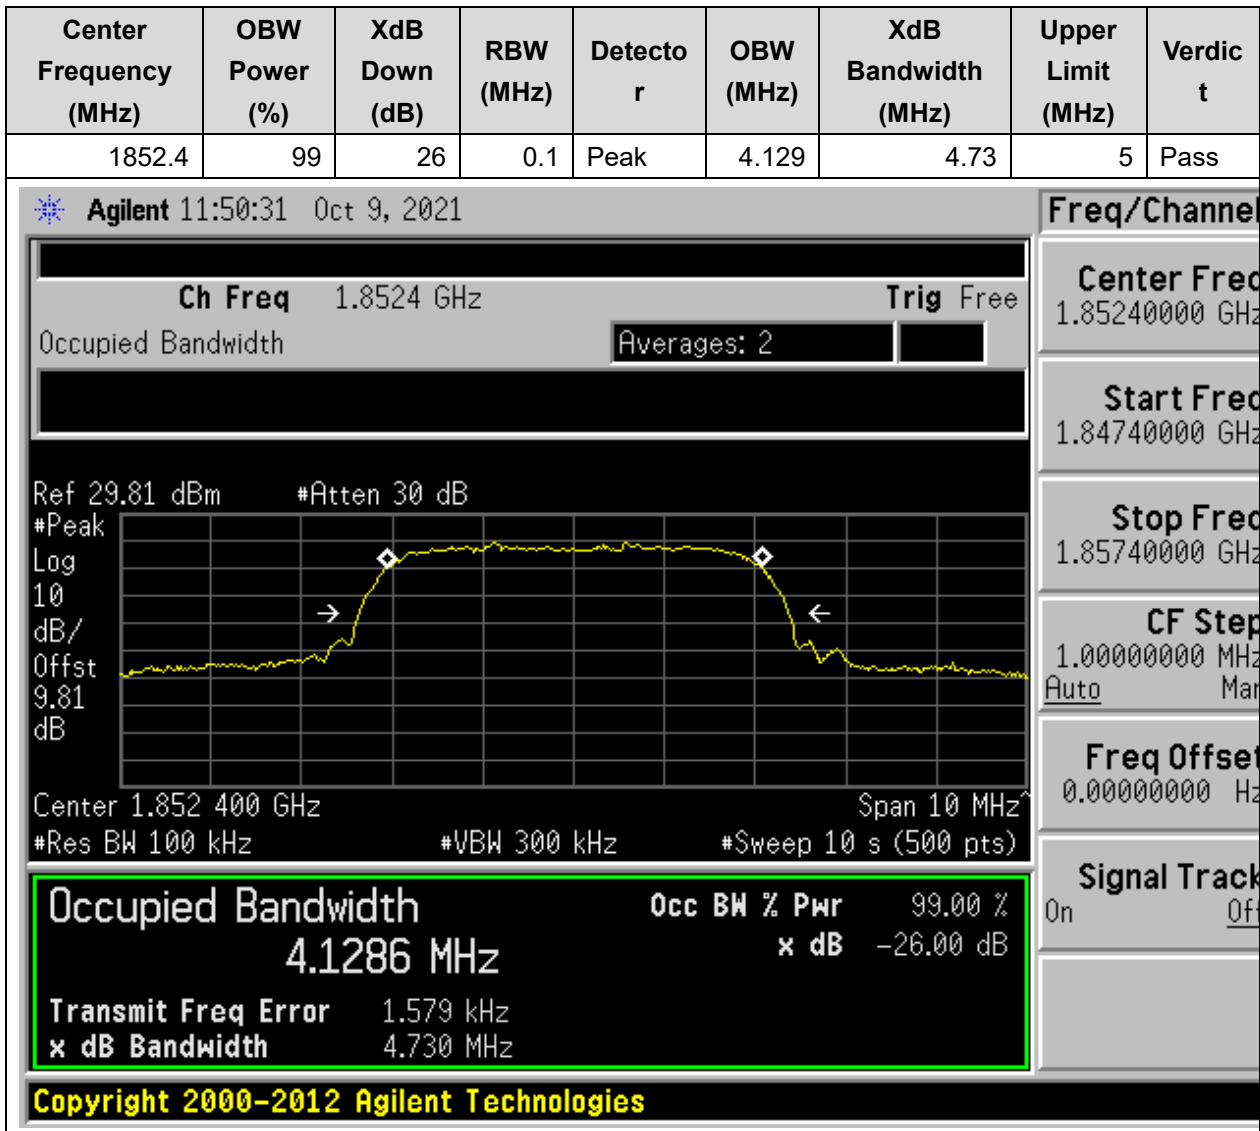 Center Frequency (MHz) OBW Power (%) XdB Down (dB) RBW (MHz) Detector OBW (MHz) XdB Bandwidth (MHz) Upper Limit (MHz) Verdict
1852.4 99 26 0.1 Peak 4.129 4.73 5 Pass
Agilent 11:50:31 Oct 9, 2021
Freq/Channel
Ch Freq 1.8524 GHz Trig Free
Occupied Bandwidth Averages: 2
Center Freq
1.85240000 GHz
Start Freq
1.84740000 GHz
Stop Freq
1.85740000 GHz
CF Step
1.00000000 MHz
Auto Man
Freq Offset
0.00000000 Hz
Signal Track
On Off
Ref 29.81 dBm #Atten 30 dB
#Peak
Log
10
dB/
Offst
9.81
dB
Center 1.852 400 GHz Span 10 MHz^
#Res BW 100 kHz #VBW 300 kHz #Sweep 10 s (500 pts)
Occupied Bandwidth Occ BW % Pwr 99.00 %
4.1286 MHz x dB -26.00 dB
Transmit Freq Error 1.579 kHz
x dB Bandwidth 4.730 MHz
Copyright 2000-2012 Agilent Technologies